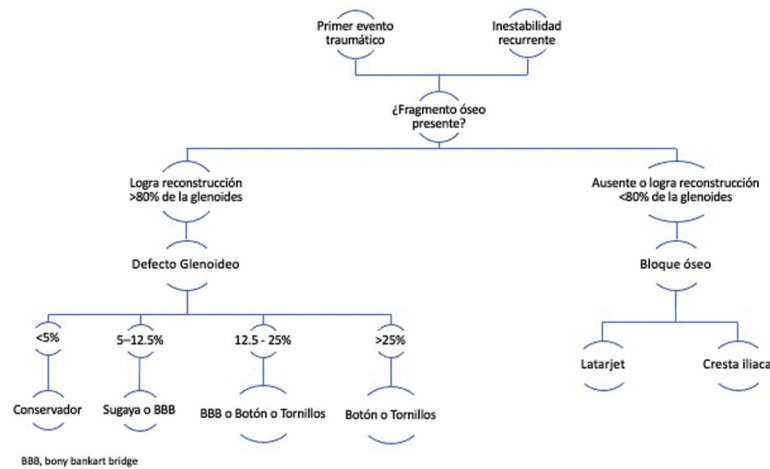 Primer evento
traumático
Inestabilidad
recurrente
¿Fragmento óseo
presente?
Logra reconstrucción
>80% de la glenoides
Ausente o logra reconstrucción
<80% de la glenoides
Defecto Glenoideo
Bloque óseo
<5%
5–12.5%
12.5 - 25%
>25%
Latarjet
Cresta iliaca
Conservador
Sugaya o BBB
BBB o Botón o Tornillos
Botón o Tornillos
BBB, bony bankart bridge